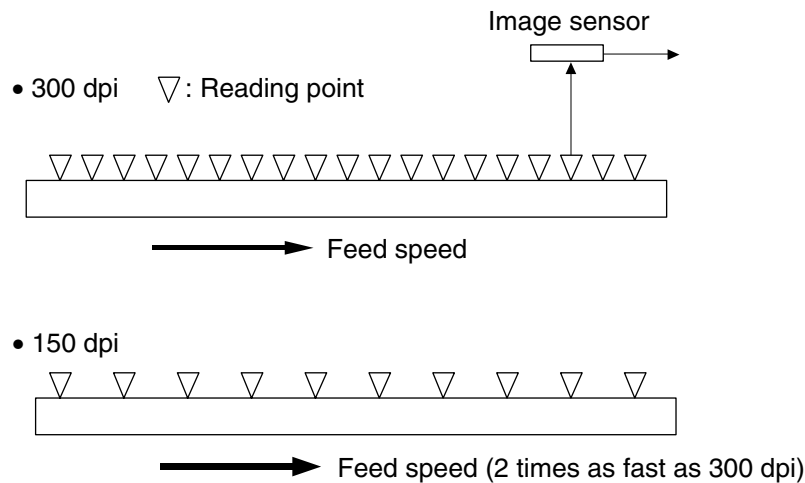 Image sensor
• 300 dpi ▽ : Reading point
Feed speed
• 150 dpi
Feed speed (2 times as fast as 300 dpi)